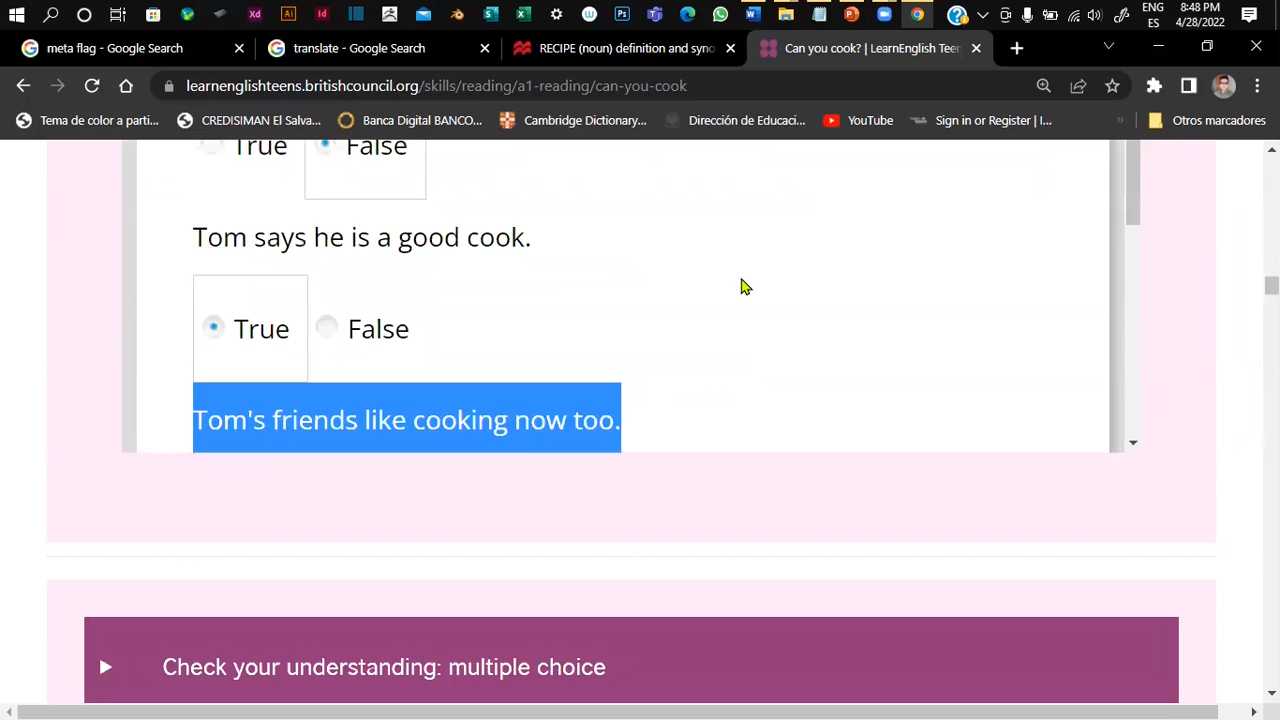 8:48 PM
ENG
ES
4/28/2022
meta flag - Google Search
translate - Google Search
RECIPE (noun) definition and syno
Can you cook? | LearnEnglish Teen
learnenglishteens.britishcouncil.org/skills/reading/a1-reading/can-you-cook
Tema de color a parti...
CREDISIMAN El Salva...
Banca Digital BANCO...
Cambridge Dictionary...
Dirección de Educaci...
YouTube
Sign in or Register | I...
Otros marcadores
True False
Tom says he is a good cook.
True False
Tom's friends like cooking now too.
Check your understanding: multiple choice